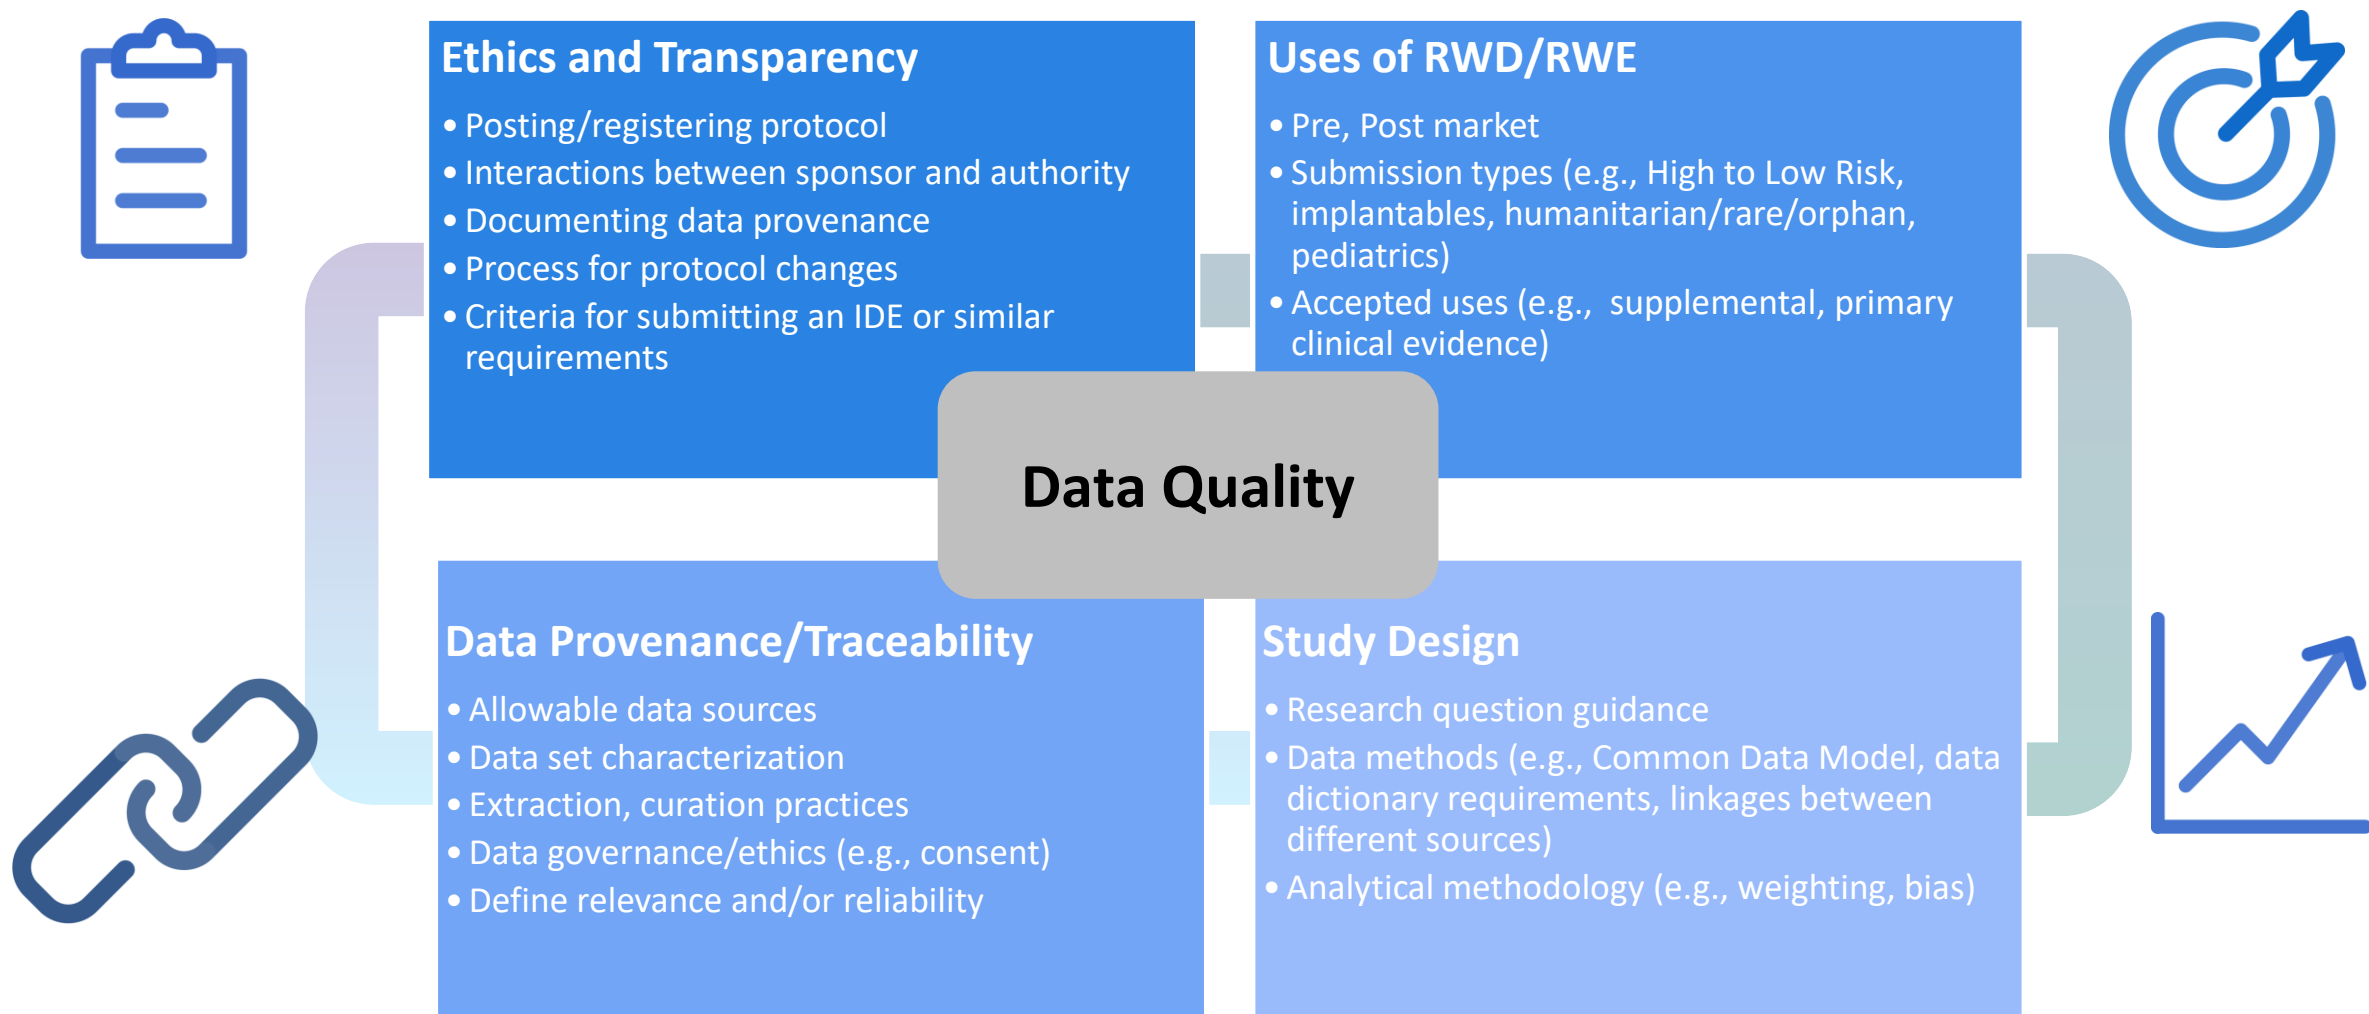 Ethics and Transparency
• Posting/registering protocol
• Interactions between sponsor and authority
• Documenting data provenance
• Process for protocol changes
• Criteria for submitting an IDE or similar
requirements
Uses of RWD/RWE
• Pre, Post market
• Submission types (e.g., High to Low Risk,
implantables, humanitarian/rare/orphan,
pediatrics)
• Accepted uses (e.g., supplemental, primary
clinical evidence)
Data Quality
Data Provenance/Traceability
• Allowable data sources
• Data set characterization
• Extraction, curation practices
• Data governance/ethics (e.g., consent)
• Define relevance and/or reliability
Study Design
• Research question guidance
• Data methods (e.g., Common Data Model, data
dictionary requirements, linkages between
different sources)
• Analytical methodology (e.g., weighting, bias)